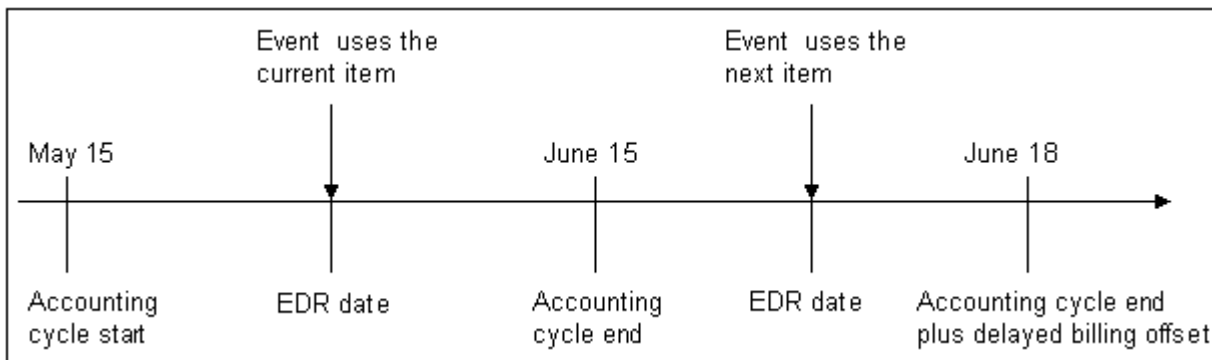 Event uses the
current item
Event uses the
next item
May 15
June 15
June 18
Accounting
cycle start
EDR date
Accounting
cycle end
EDR date
Accounting cycle end
plus delayed billing offset